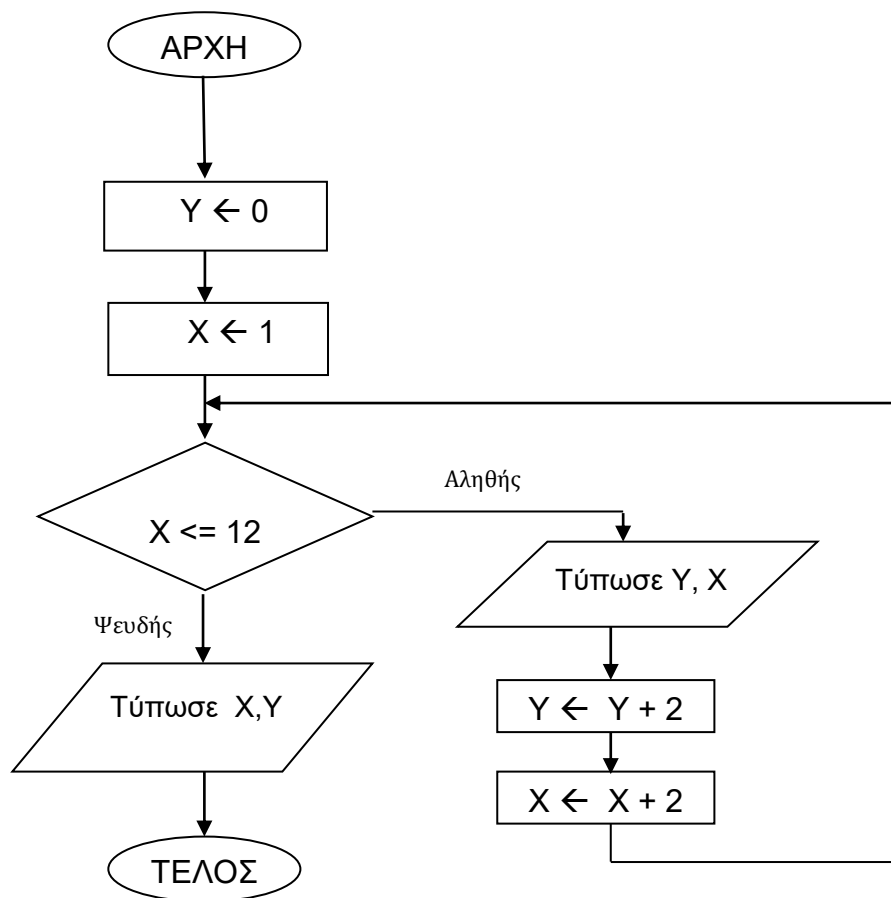 ΑΡΧΗ
Y ← 0
X ← 1
X <= 12
Αληθής
Τύπωσε Y, X
Y ← Y + 2
X ← X + 2
Ψευδής
Τύπωσε X,Y
ΤΕΛΟΣ